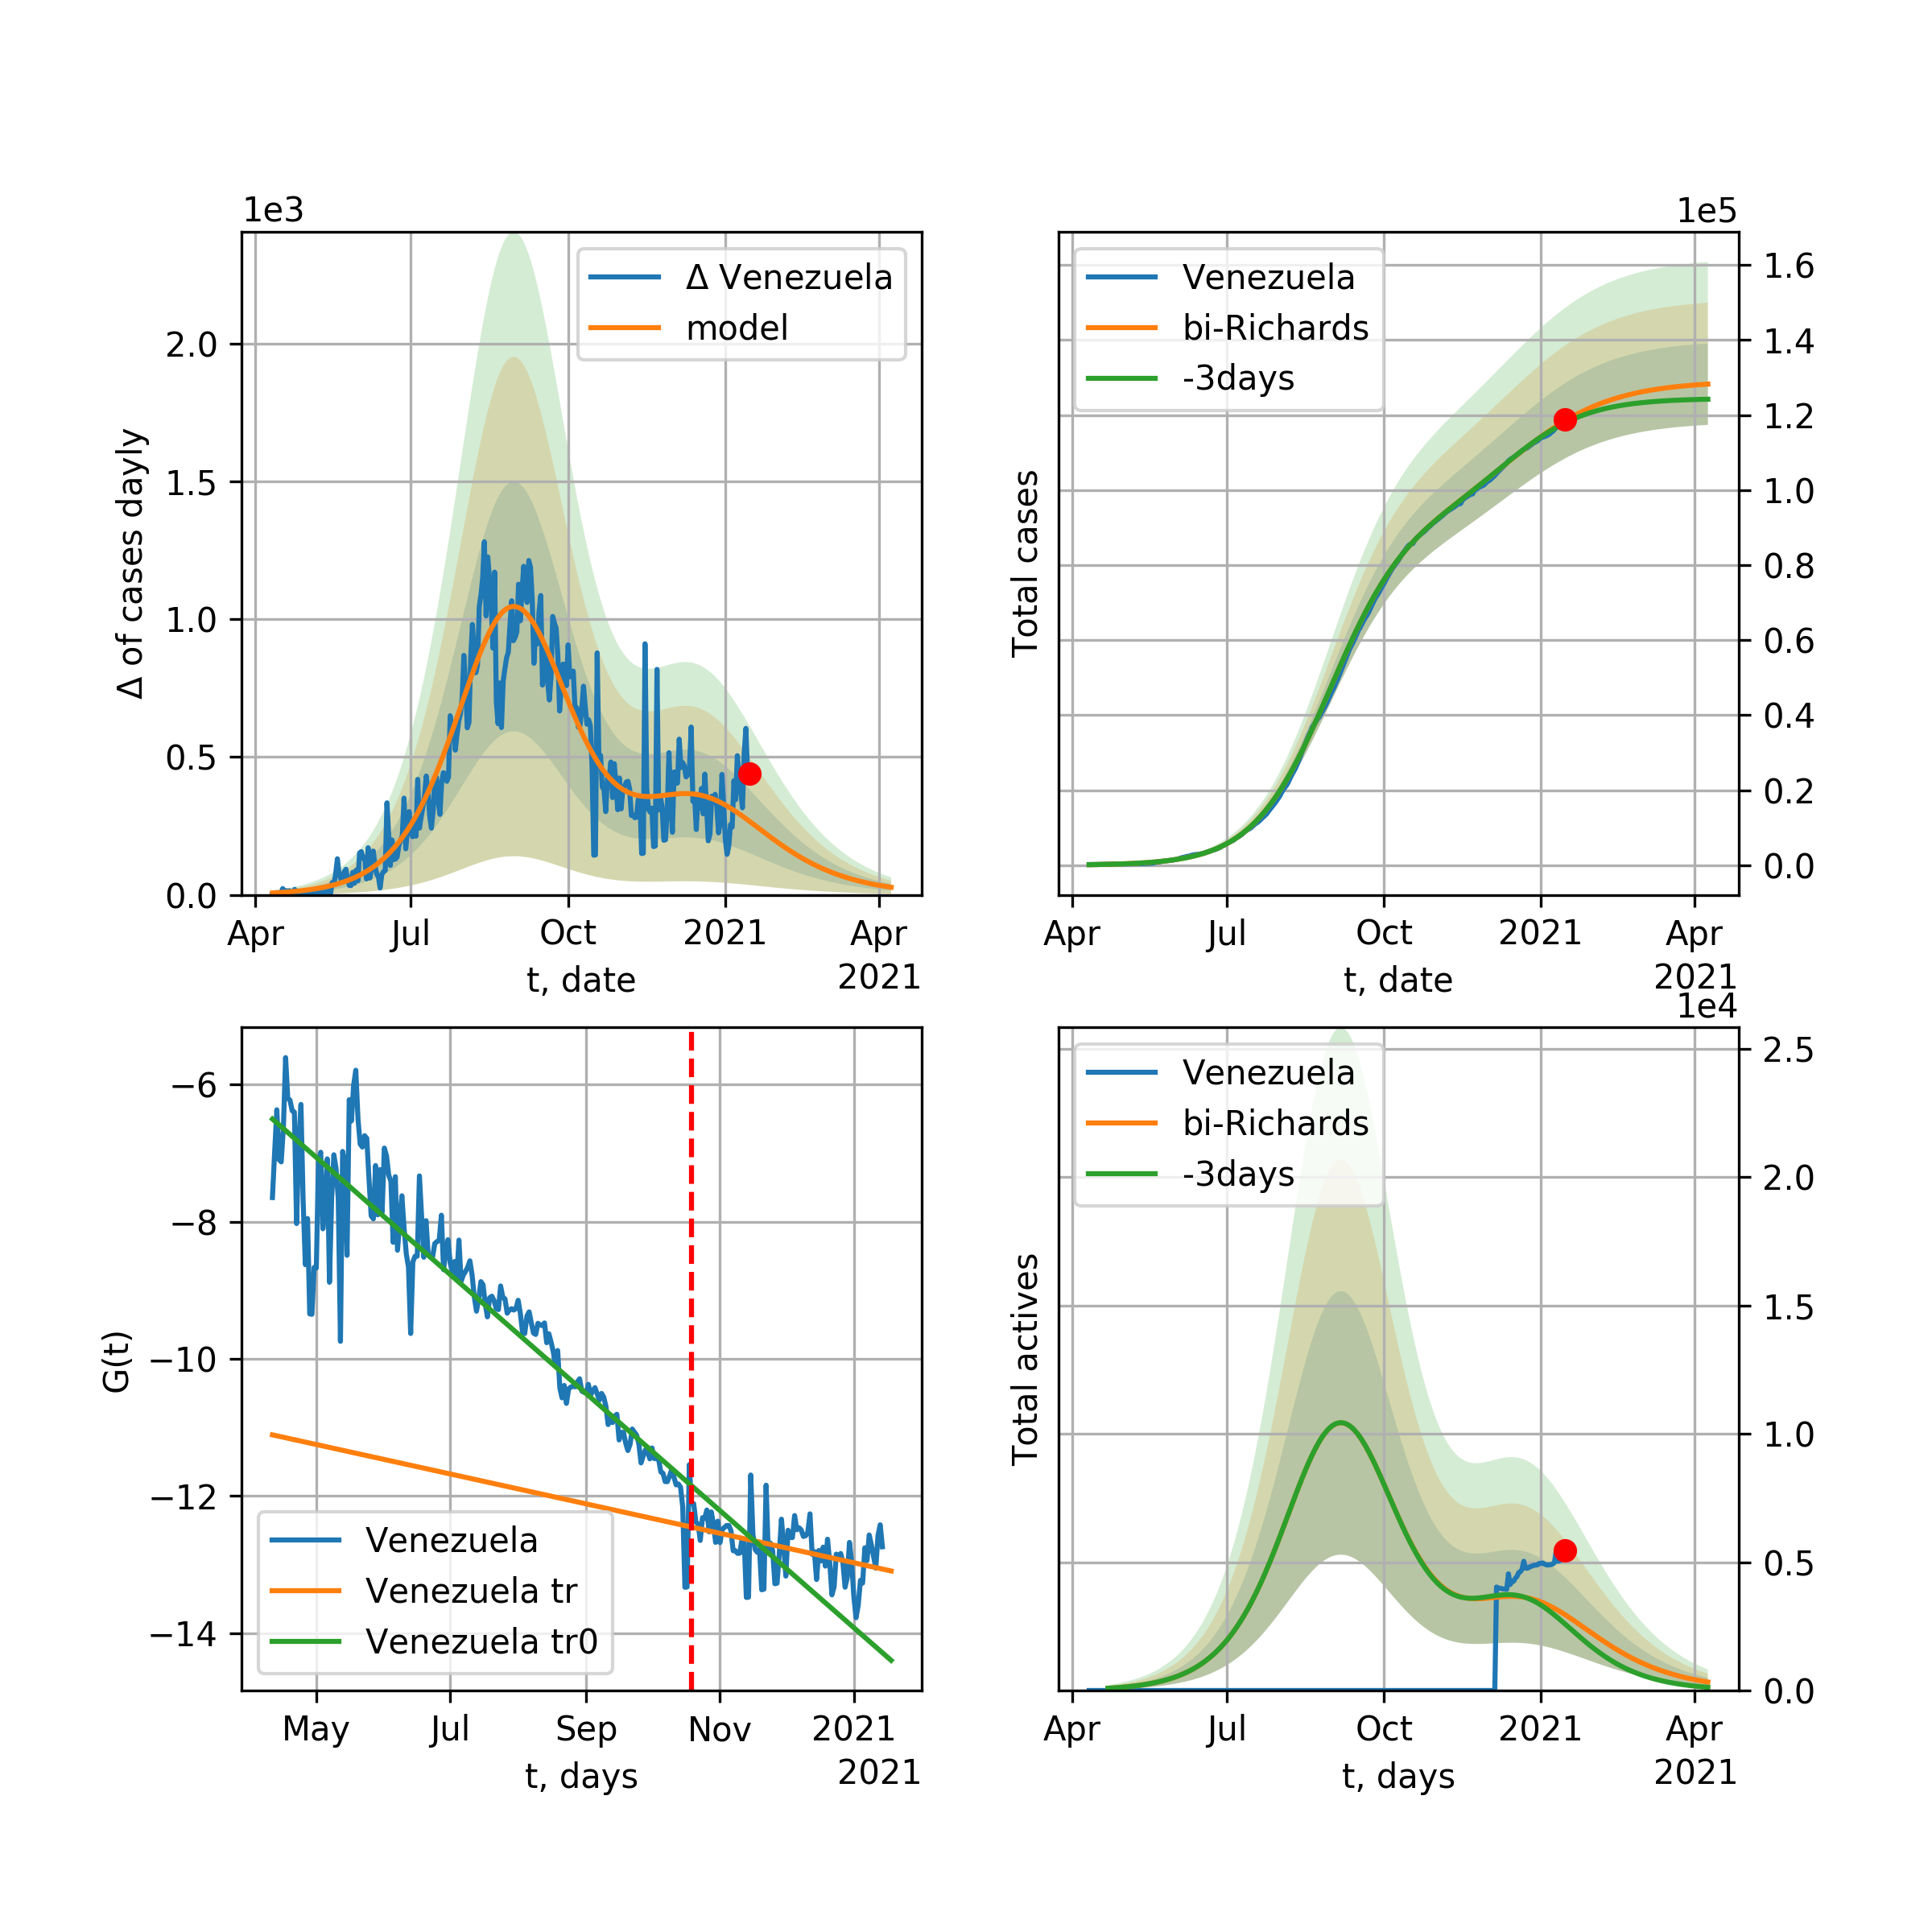 1e3
Δ of cases dayly
2.0
1.5
1.0
0.5
0.0
Δ Venezuela
model
Apr Jul Oct 2021 Apr
2021
t, date
1e5
Total cases
Venezuela
bi-Richards
-3days
1.6
1.4
1.2
1.0
0.8
0.6
0.4
0.2
0.0
Apr Jul Oct 2021 Apr
2021
t, date
G(t)
−6
−8
−10
−12
−14
Venezuela
Venezuela tr
Venezuela tr0
May Jul Sep Nov 2021
2021
t, days
1e4
Total actives
Venezuela
bi-Richards
-3days
2.5
2.0
1.5
1.0
0.5
0.0
Apr Jul Oct 2021 Apr
2021
t, days